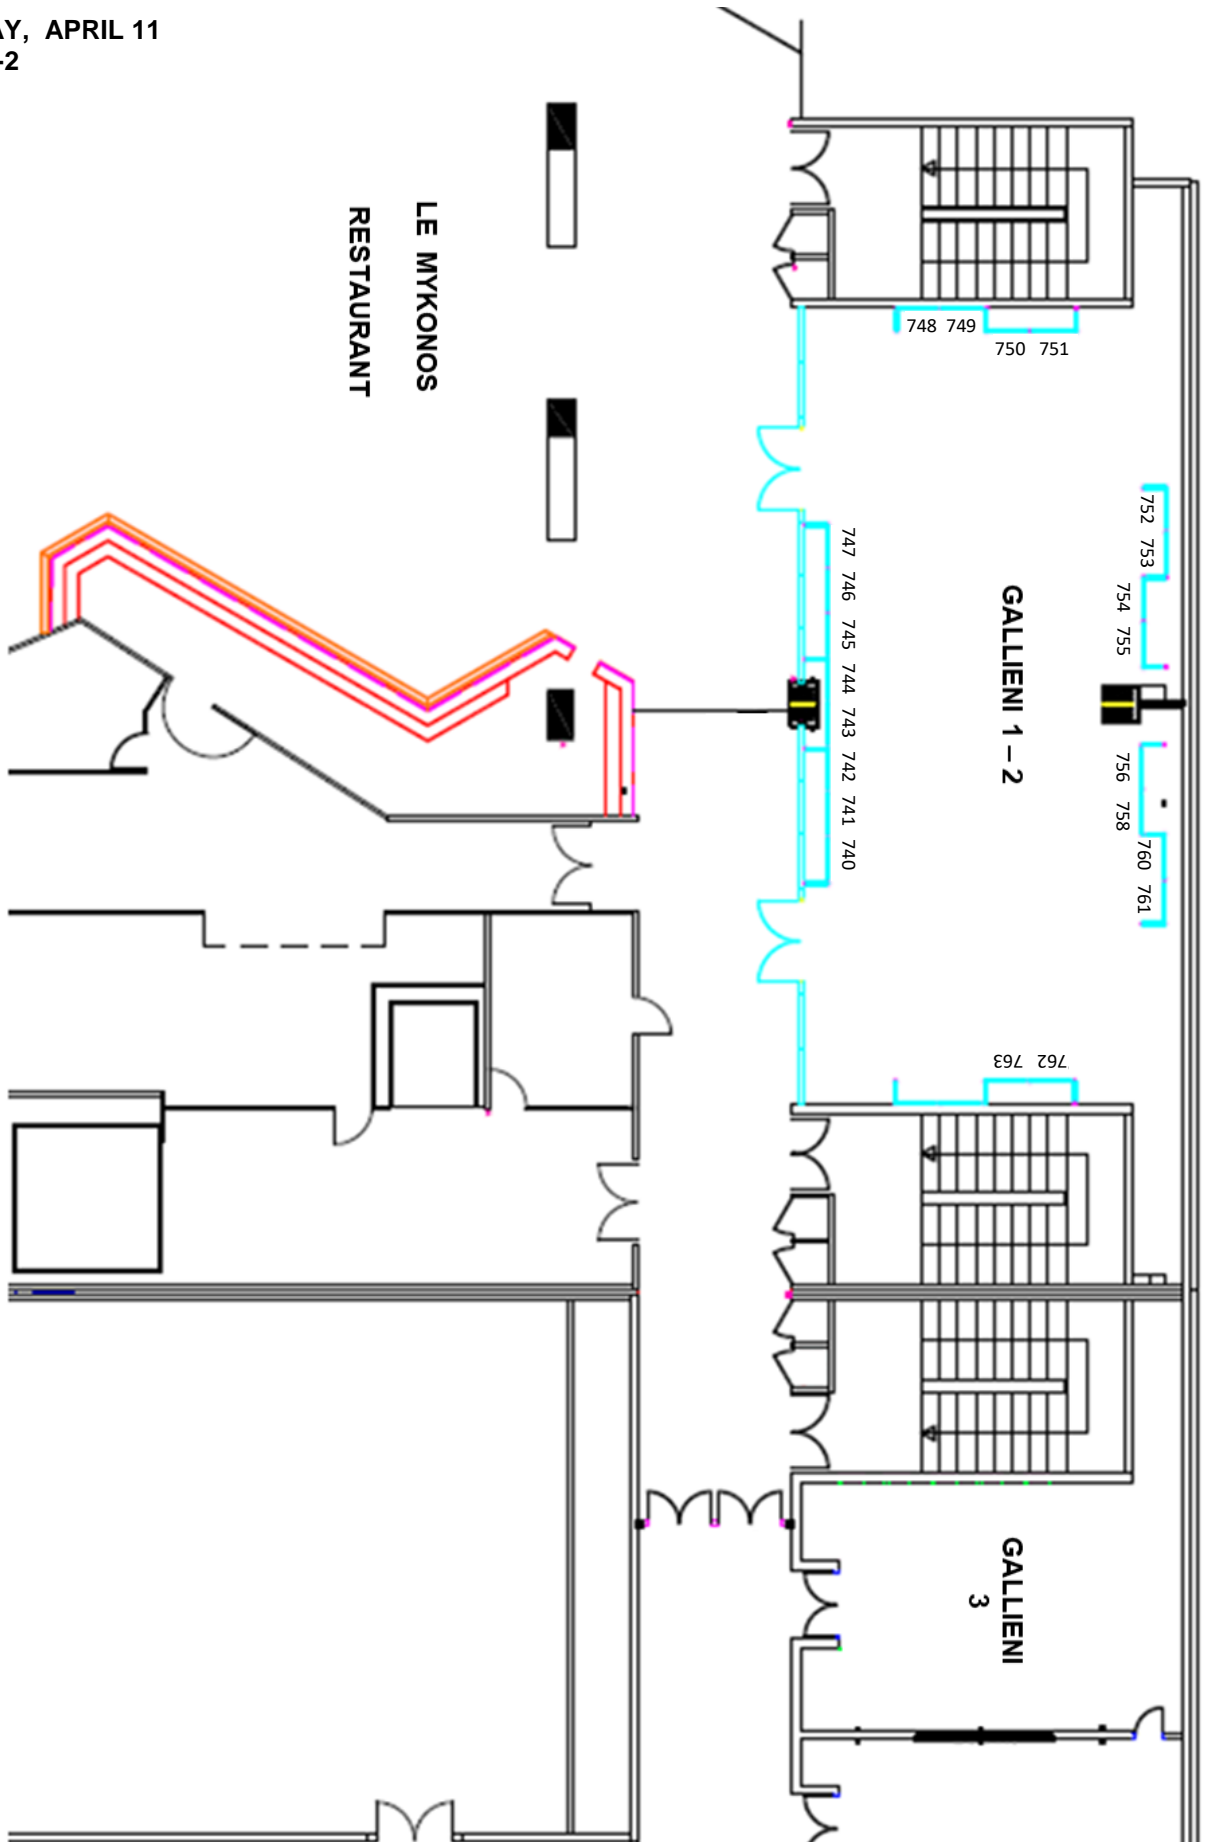 AY, APRIL 11
-2
LE MYKONOS
RESTAURANT
748 749
750 751
752 753
754 755
747 746 745 744 743 742 741 740
GALLIENI 1 – 2
756 758
760 761
763 762
GALLIENI
3